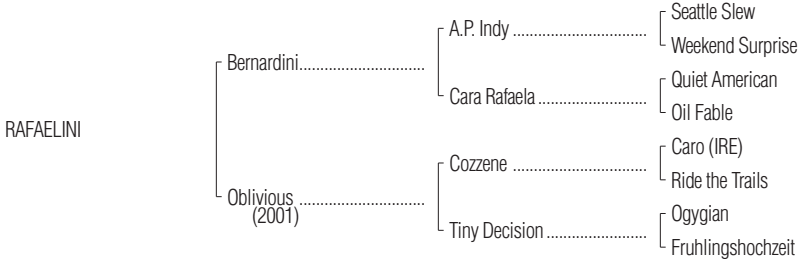 Seattle Slew
A.P. Indy ................................
Weekend Surprise
Bernardini..............................
Quiet American
Cara Rafaela ..........................
Oil Fable
RAFAELINI
Caro (IRE)
Cozzene ................................
Ride the Trails
Oblivious ..............................
(2001)
Ogygian
Tiny Decision........................
Fruhlingshochzeit